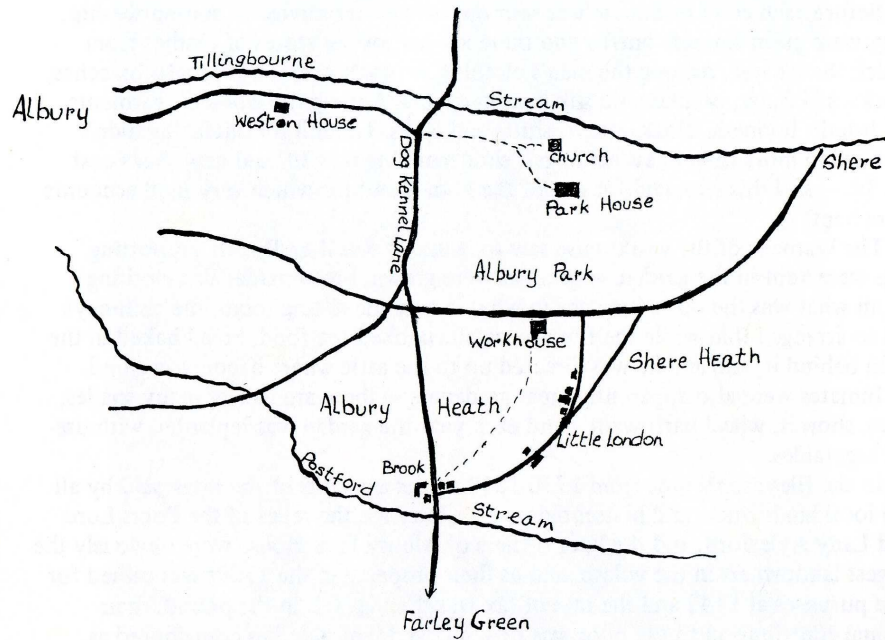 Tillingbourne
Stream
Albury
Weston House
Dog Kennel Lane
church
Shere
Park House
Albury Park
Workhouse
Shere Heath
Albury
Heath
Little London
Brook
Postford
Stream
Farley Green